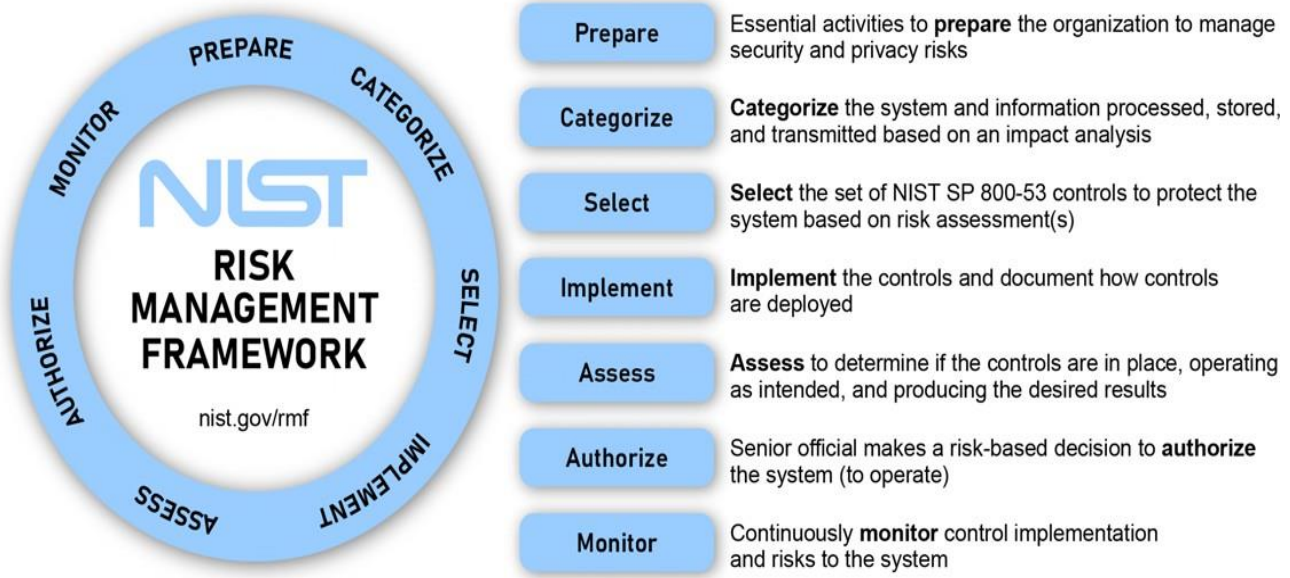 PREPARE
CATEGORIZE
SELECT
IMPLEMENT
ASSESS
AUTHORIZE
MONITOR
NIST
RISK
MANAGEMENT
FRAMEWORK
nist.gov/rmf
Prepare
Essential activities to prepare the organization to manage
security and privacy risks
Categorize
Categorize the system and information processed, stored,
and transmitted based on an impact analysis
Select
Select the set of NIST SP 800-53 controls to protect the
system based on risk assessment(s)
Implement
Implement the controls and document how controls
are deployed
Assess
Assess to determine if the controls are in place, operating
as intended, and producing the desired results
Authorize
Senior official makes a risk-based decision to authorize
the system (to operate)
Monitor
Continuously monitor control implementation
and risks to the system